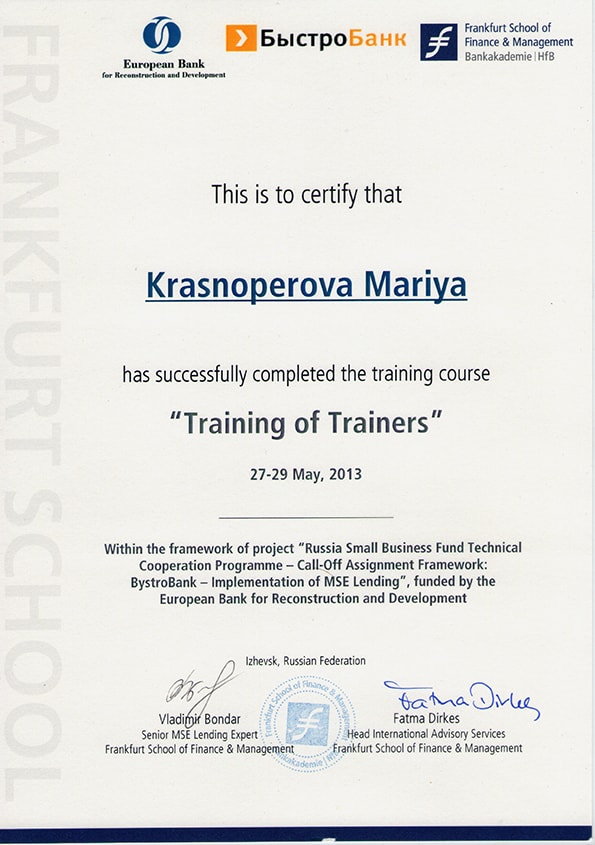 European Bank
for Reconstruction and Development
БыстроБанк
Frankfurt School of
Finance & Management
Bankakademie | HfB
FRANKFURT SCHOOL
This is to certify that
Krasnoperova Mariya
has successfully completed the training course
“Training of Trainers”
27-29 May, 2013
Within the framework of project “Russia Small Business Fund Technical
Cooperation Programme – Call-Off Assignment Framework:
BystroBank – Implementation of MSE Lending”, funded by the
European Bank for Reconstruction and Development
Izhevsk, Russian Federation
Fatma Dirkes
Vladimir Bondar
Senior MSE Lending Expert
Frankfurt School of Finance & Management
Fatma Dirkes
Head International Advisory Services
Frankfurt School of Finance & Management
Frankfurt School of Finance & Management
Bankakademie | HfB